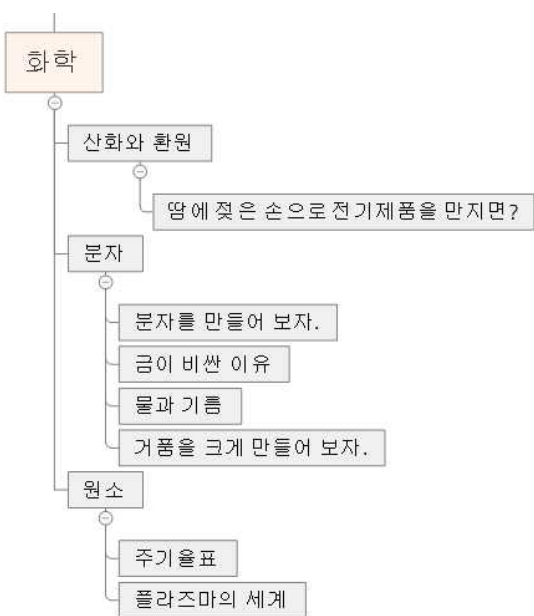 화학
산화와 환원
땀에 젖은 손으로 전기제품을 만지면?
분자
분자를 만들어 보자.
금이 비싼 이유
물과 기름
거품을 크게 만들어 보자.
원소
주기율표
플라즈마의 세계